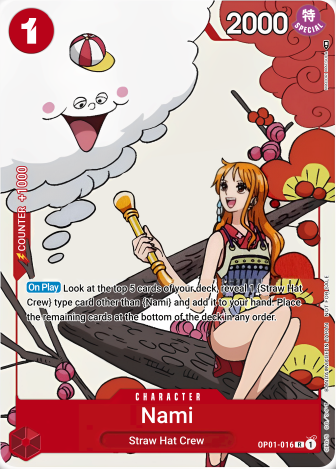 1
2000
特
SPECIAL
COUNTER +1000
On Play Look at the top 5 cards of your deck, reveal 1 {Straw Hat
Crew} type card other than [Nami] and add it to your hand. Place
the remaining cards at the bottom of the deck in any order.
CHARACTER
Nami
Straw Hat Crew
OP01-016 R 1